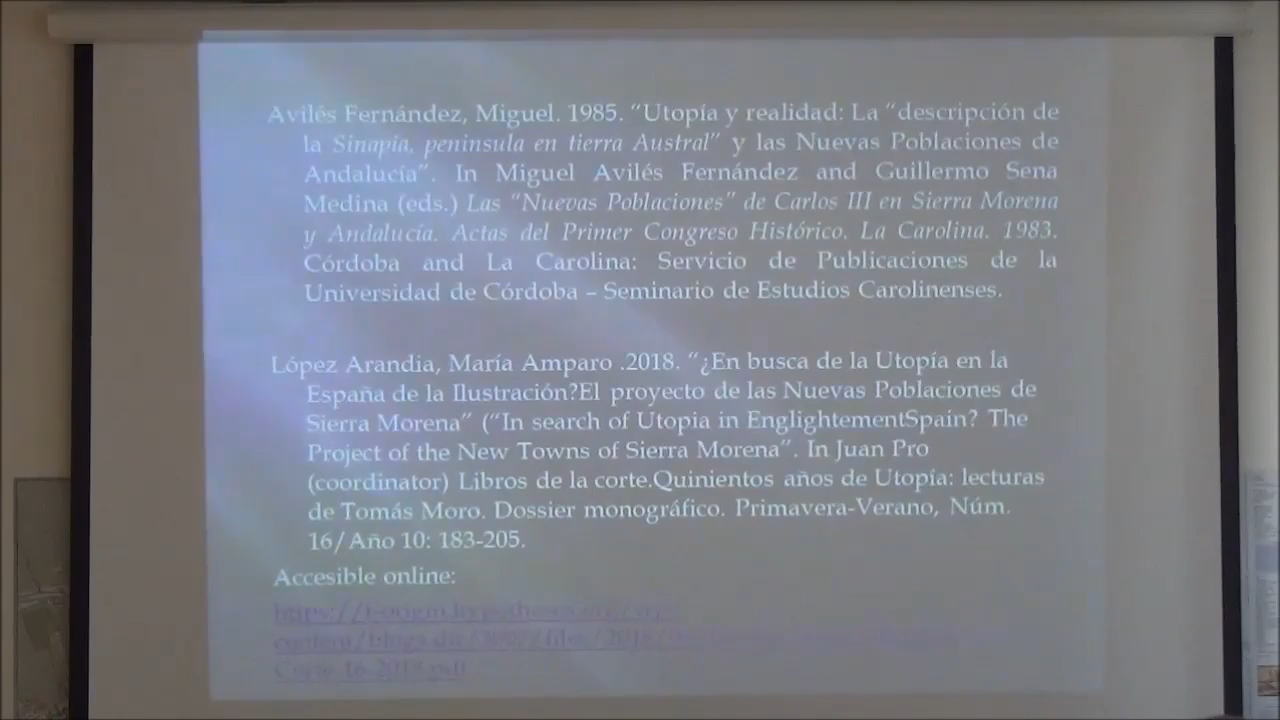 Avilés Fernández, Miguel. 1985. “Utopía y realidad: La “descripción de
la Sinapia, peninsula en tierra Austral” y las Nuevas Poblaciones de
Andalucía”. In Miguel Avilés Fernández and Guillermo Sena
Medina (eds.) Las “Nuevas Poblaciones” de Carlos III en Sierra Morena
y Andalucía. Actas del Primer Congreso Histórico. La Carolina. 1983.
Córdoba and La Carolina: Servicio de Publicaciones de la
Universidad de Córdoba – Seminario de Estudios Carolinenses.
López Arandia, María Amparo .2018. “¿En busca de la Utopía en la
España de la Ilustración?El proyecto de las Nuevas Poblaciones de
Sierra Morena” (“In search of Utopia in EnglightementSpain? The
Project of the New Towns of Sierra Morena”. In Juan Pro
(coordinator) Libros de la corte.Quinientos años de Utopía: lecturas
de Tomás Moro. Dossier monográfico. Primavera-Verano, Núm.
16/Año 10: 183-205.
Accesible online: